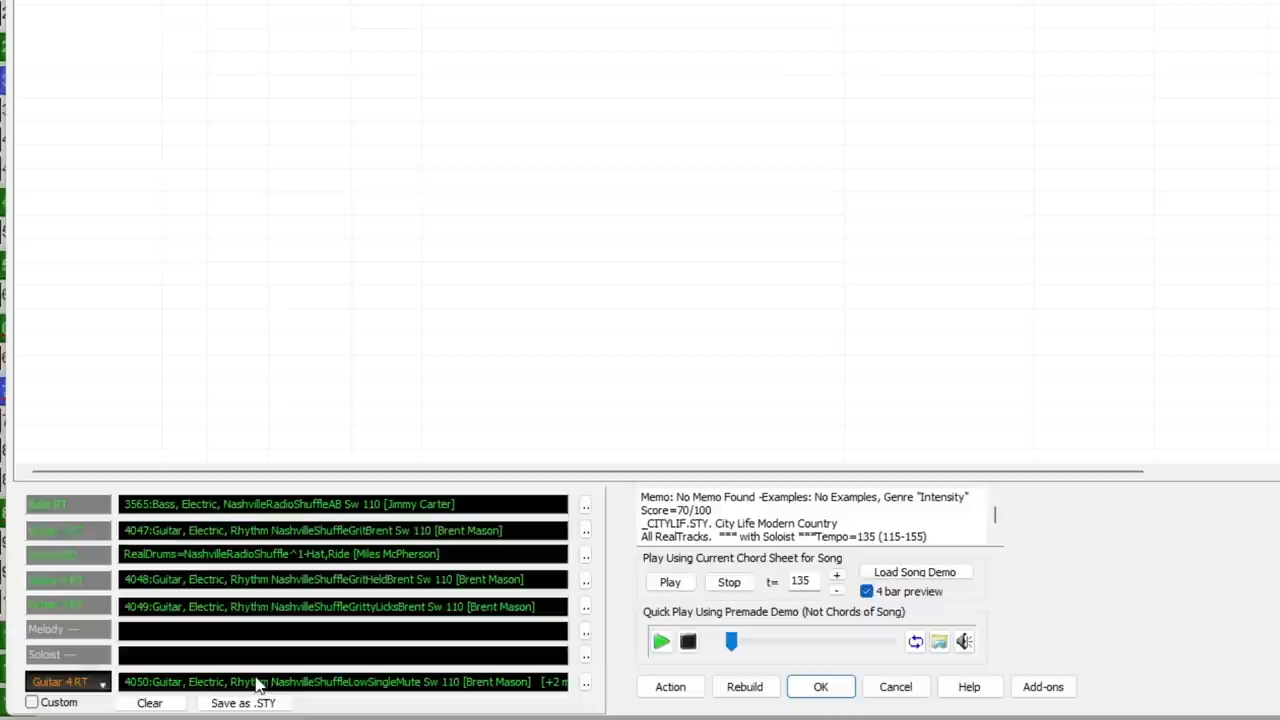 Bass RT 3565:Bass, Electric, NashvilleRadioShuffleAB Sw 110 [Jimmy Carter] ..
4047:Guitar, Electric, Rhythm NashvilleShuffleGritBrent Sw 110 [Brent Mason] ..
RealDrums=NashvilleRadioShuffle^1-Hat,Ride [Miles McPherson] ..
4048:Guitar, Electric, Rhythm NashvilleShuffleGritHeldBrent Sw 110 [Brent Mason] ..
4049:Guitar, Electric, Rhythm NashvilleShuffleGrittyLicksBrent Sw 110 [Brent Mason] ..
Melody --- ..
Soloist --- ..
Guitar 4 RT 4050:Guitar, Electric, Rhythm NashvilleShuffleLowSingleMute Sw 110 [Brent Mason] [+2 m ..
Custom Clear Save as .STY
Memo: No Memo Found -Examples: No Examples, Genre "Intensity"
Score=70/100
_CITYLIF.STY. City Life Modern Country
All RealTracks. *** with Soloist ***Tempo=135 (115-155)
Play Using Current Chord Sheet for Song
Load Song Demo
Play Stop t= 135 + -
4 bar preview
Quick Play Using Premade Demo (Not Chords of Song)
Action Rebuild OK Cancel Help Add-ons